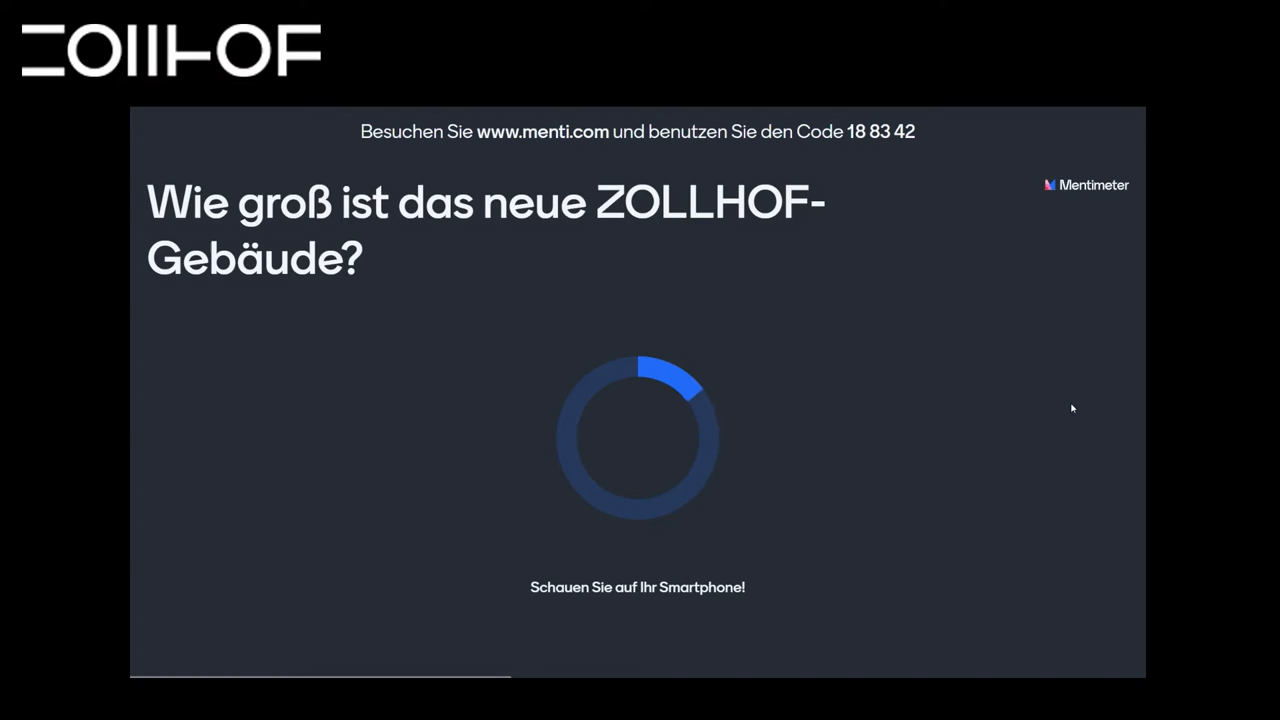 ZOLLHOF
Besuchen Sie www.menti.com und benutzen Sie den Code 18 83 42
Wie groß ist das neue ZOLLHOF-
Gebäude?
Mentimeter
Schauen Sie auf Ihr Smartphone!